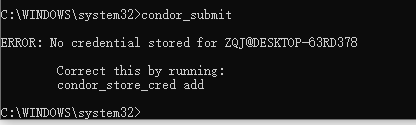 C:\WINDOWS\system32>condor_submit
ERROR: No credential stored for ZQJ@DESKTOP-63RD378
Correct this by running:
condor_store_cred add
C:\WINDOWS\system32>